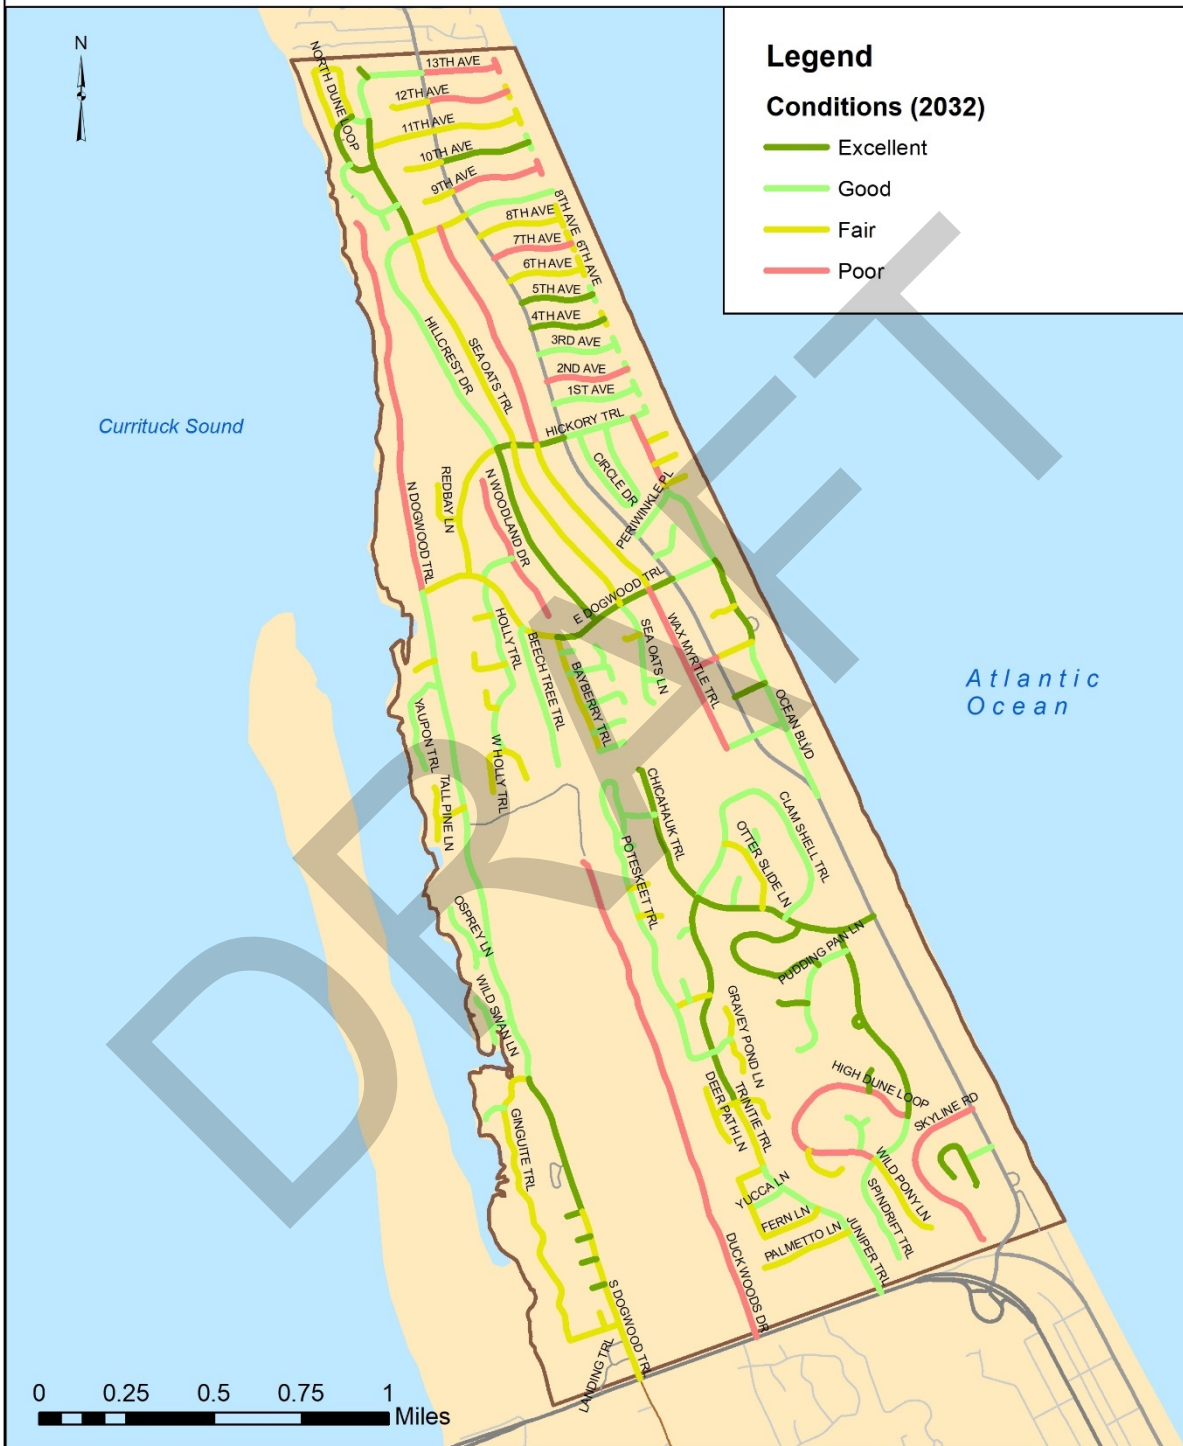 Legend
Conditions (2032)
Excellent
Good
Fair
Poor
N
NORTH DUNE LOOP
13TH AVE
12TH AVE
11TH AVE
10TH AVE
9TH AVE
8TH AVE
8TH AVE
7TH AVE
6TH AVE
6TH AVE
5TH AVE
4TH AVE
3RD AVE
2ND AVE
1ST AVE
HILLCREST DR
SEA OATS TRL
HICKORY TRL
Currituck Sound
CIRCLE DR
REDBAY LN
N WOODLAND DR
PERIWINKLE PL
N DOGWOOD TRL
E DOGWOOD TRL
HOLLY TRL
BEECH TREE TRL
SEA OATS LN
WAX MYRTLE TRL
BAYBERRY TRL
Atlantic
Ocean
OCEAN BLVD
YAUPON TRL
W HOLLY TRL
TALL PINE LN
CHICAHAUK TRL
CLAM SHELL TRL
OTTER SLIDE LN
POTESKEET TRL
OSPREY LN
PUDDING PAN LN
WILD SWAN LN
GRAVEY POND LN
HIGH DUNE LOOP
DEER PATH LN
TRINITIE TRL
SKYLINE RD
GINGUITE TRL
WILD PONY LN
YUCCA LN
SPINDRIFT TRL
FERN LN
PALMETTO LN
JUNIPER TRL
DUCK WOODS DR
S DOGWOOD TRL
LANDING TRL
DRAFT
0 0.25 0.5 0.75 1
Miles